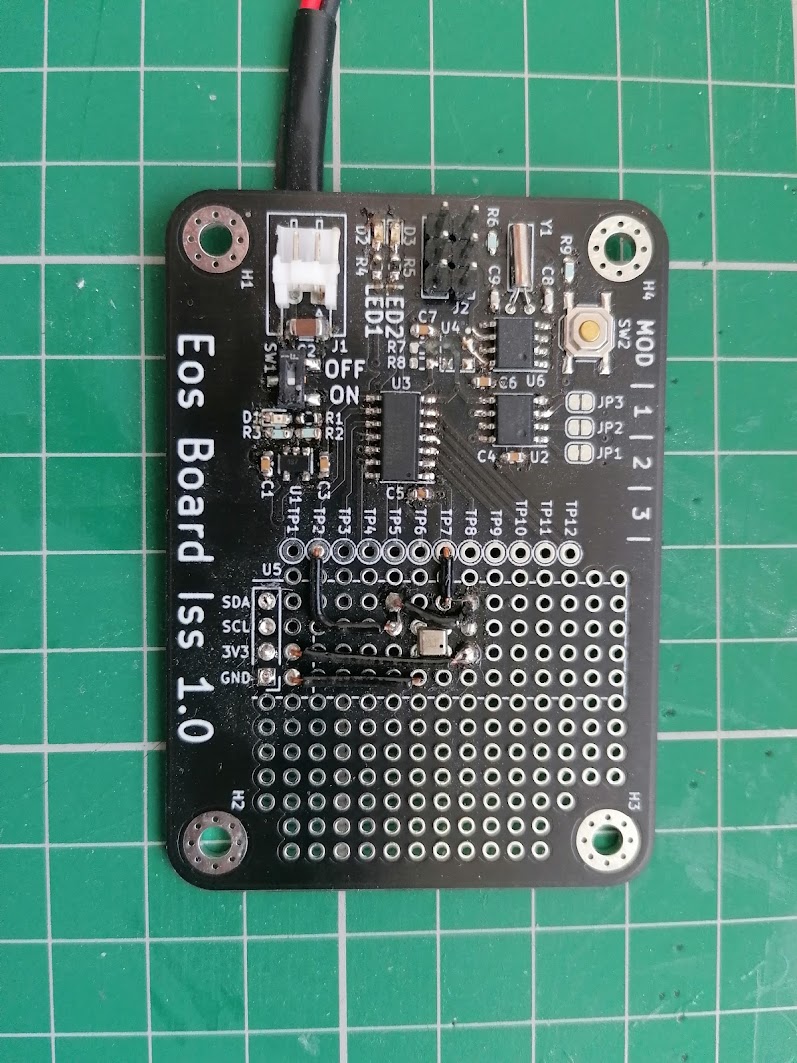 D2
R4
LED1
D3
R5
LED2
R6
Y1
R9
H1
H4
J2
C9
C8
SW2
C7
U4
J1
C2
SW1
R7
R8
OFF
ON
C6
U6
U3
D1
R1
R3
R2
JP3
JP2
JP1
C4
U2
C1
U1
C3
C5
MOD | 1 | 2 | 3 |
TP1
TP2
TP3
TP4
TP5
TP6
TP7
TP8
TP9
TP10
TP11
TP12
U5
SDA
SCL
3V3
GND
Eos Board Iss 1.0
H2
H3